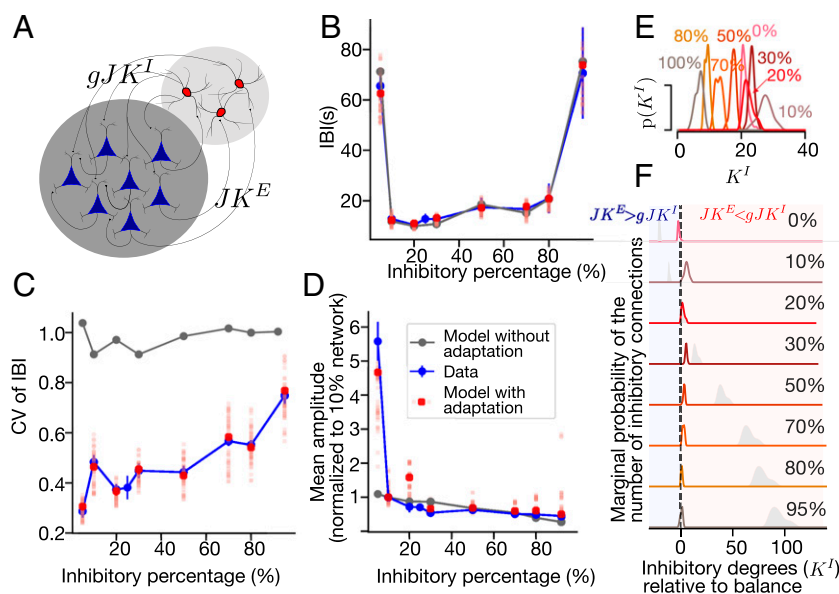 A
gJK^I
JK^E
B
IBI(s)
80
60
40
20
20 40 60 80
Inhibitory percentage (%)
E
80% 50% 0%
100% 70% 30%
20%
10%
p(K^I)
0 20 40
K^I
C
CV of IBI
1.0
0.8
0.6
0.4
0.2
20 40 60 80
Inhibitory percentage (%)
D
Mean amplitude
(normalized to 10% network)
6
5
4
3
2
1
Model without
adaptation
Data
Model with
adaptation
0 20 40 60 80
Inhibitory percentage (%)
F
JK^E>gJK^I JK^E<gJK^I
Marginal probability of the
number of inhibitory connections
0%
10%
20%
30%
50%
70%
80%
95%
0 50 100
Inhibitory degrees (K^I)
relative to balance